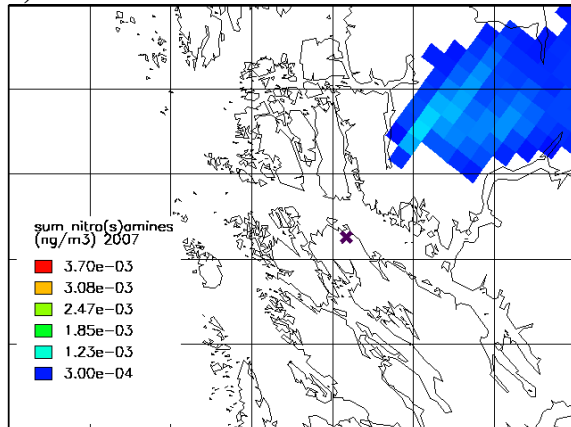 sum nitro(s)amines
(ng/m3) 2007
3.70e-03
3.08e-03
2.47e-03
1.85e-03
1.23e-03
3.00e-04